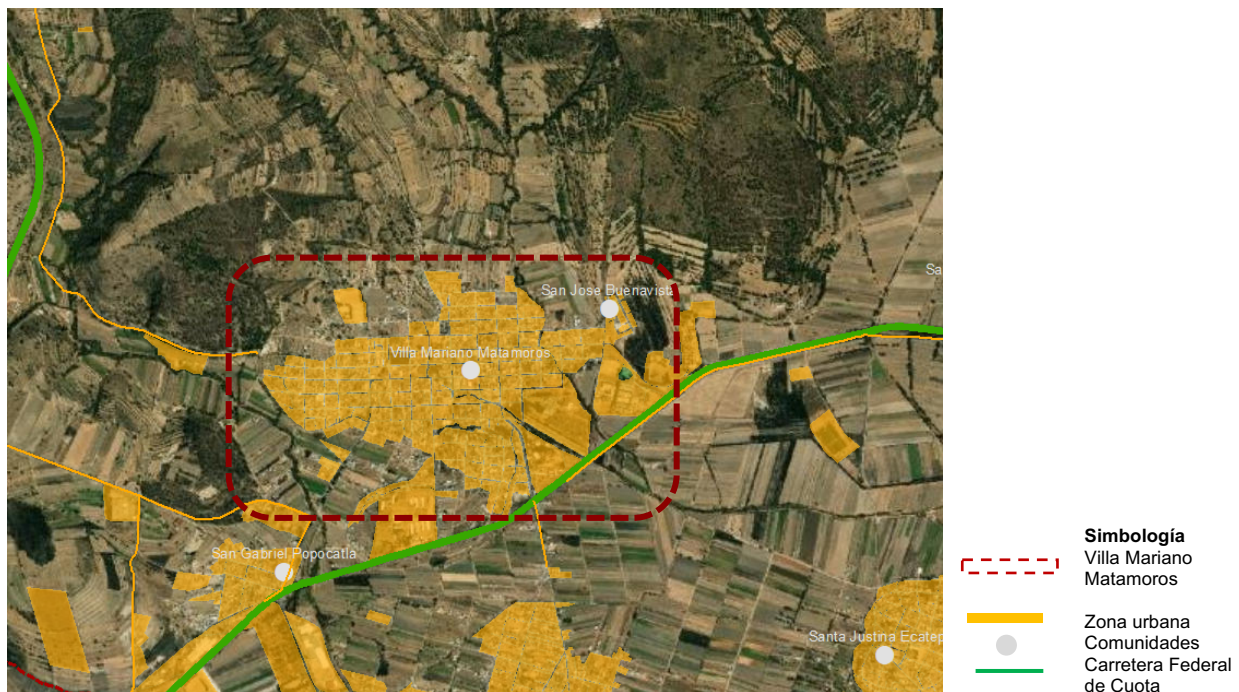 Sa
San Jose Buenavista
Villa Mariano Matamoros
San Gabriel Popocatla
Santa Justina Ecatep
Simbología
Villa Mariano
Matamoros
Zona urbana
Comunidades
Carretera Federal
de Cuota